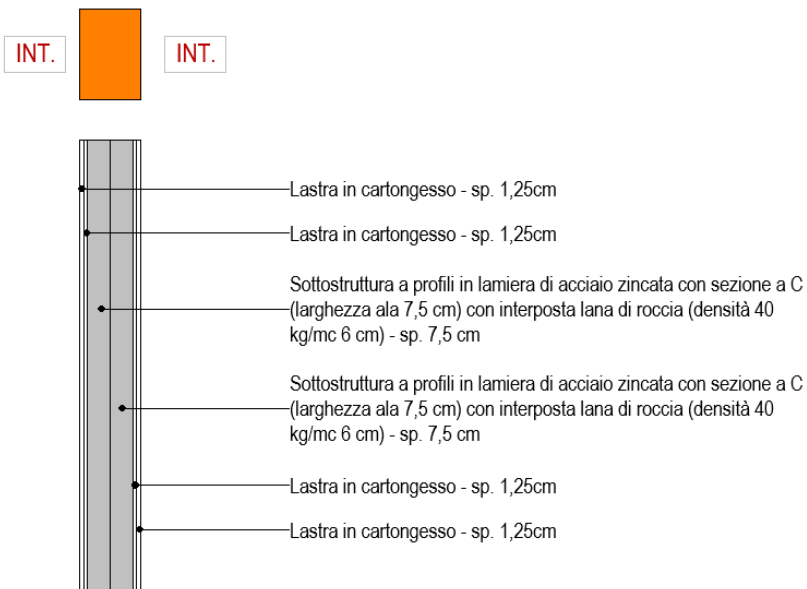 INT.
INT.
Lastra in cartongesso - sp. 1,25cm
Lastra in cartongesso - sp. 1,25cm
Sottostruttura a profili in lamiera di acciaio zincata con sezione a C
(larghezza ala 7,5 cm) con interposta lana di roccia (densità 40
kg/mc 6 cm) - sp. 7,5 cm
Sottostruttura a profili in lamiera di acciaio zincata con sezione a C
(larghezza ala 7,5 cm) con interposta lana di roccia (densità 40
kg/mc 6 cm) - sp. 7,5 cm
Lastra in cartongesso - sp. 1,25cm
Lastra in cartongesso - sp. 1,25cm